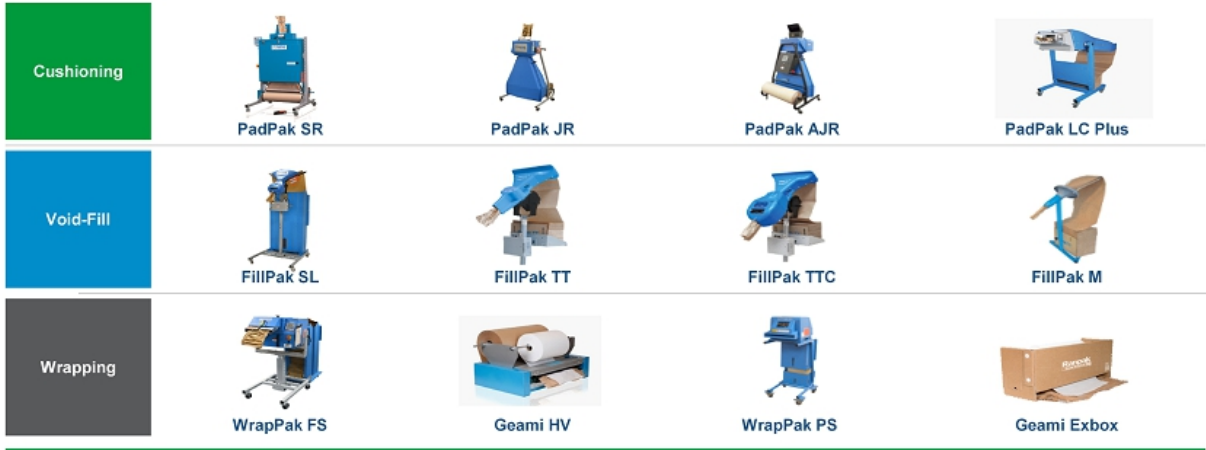 Cushioning
PadPak SR
PadPak JR
PadPak AJR
PadPak LC Plus
Void-Fill
FillPak SL
FillPak TT
FillPak TTC
FillPak M
Wrapping
Ranpak
WrapPak FS
Geami HV
WrapPak PS
Geami Exbox